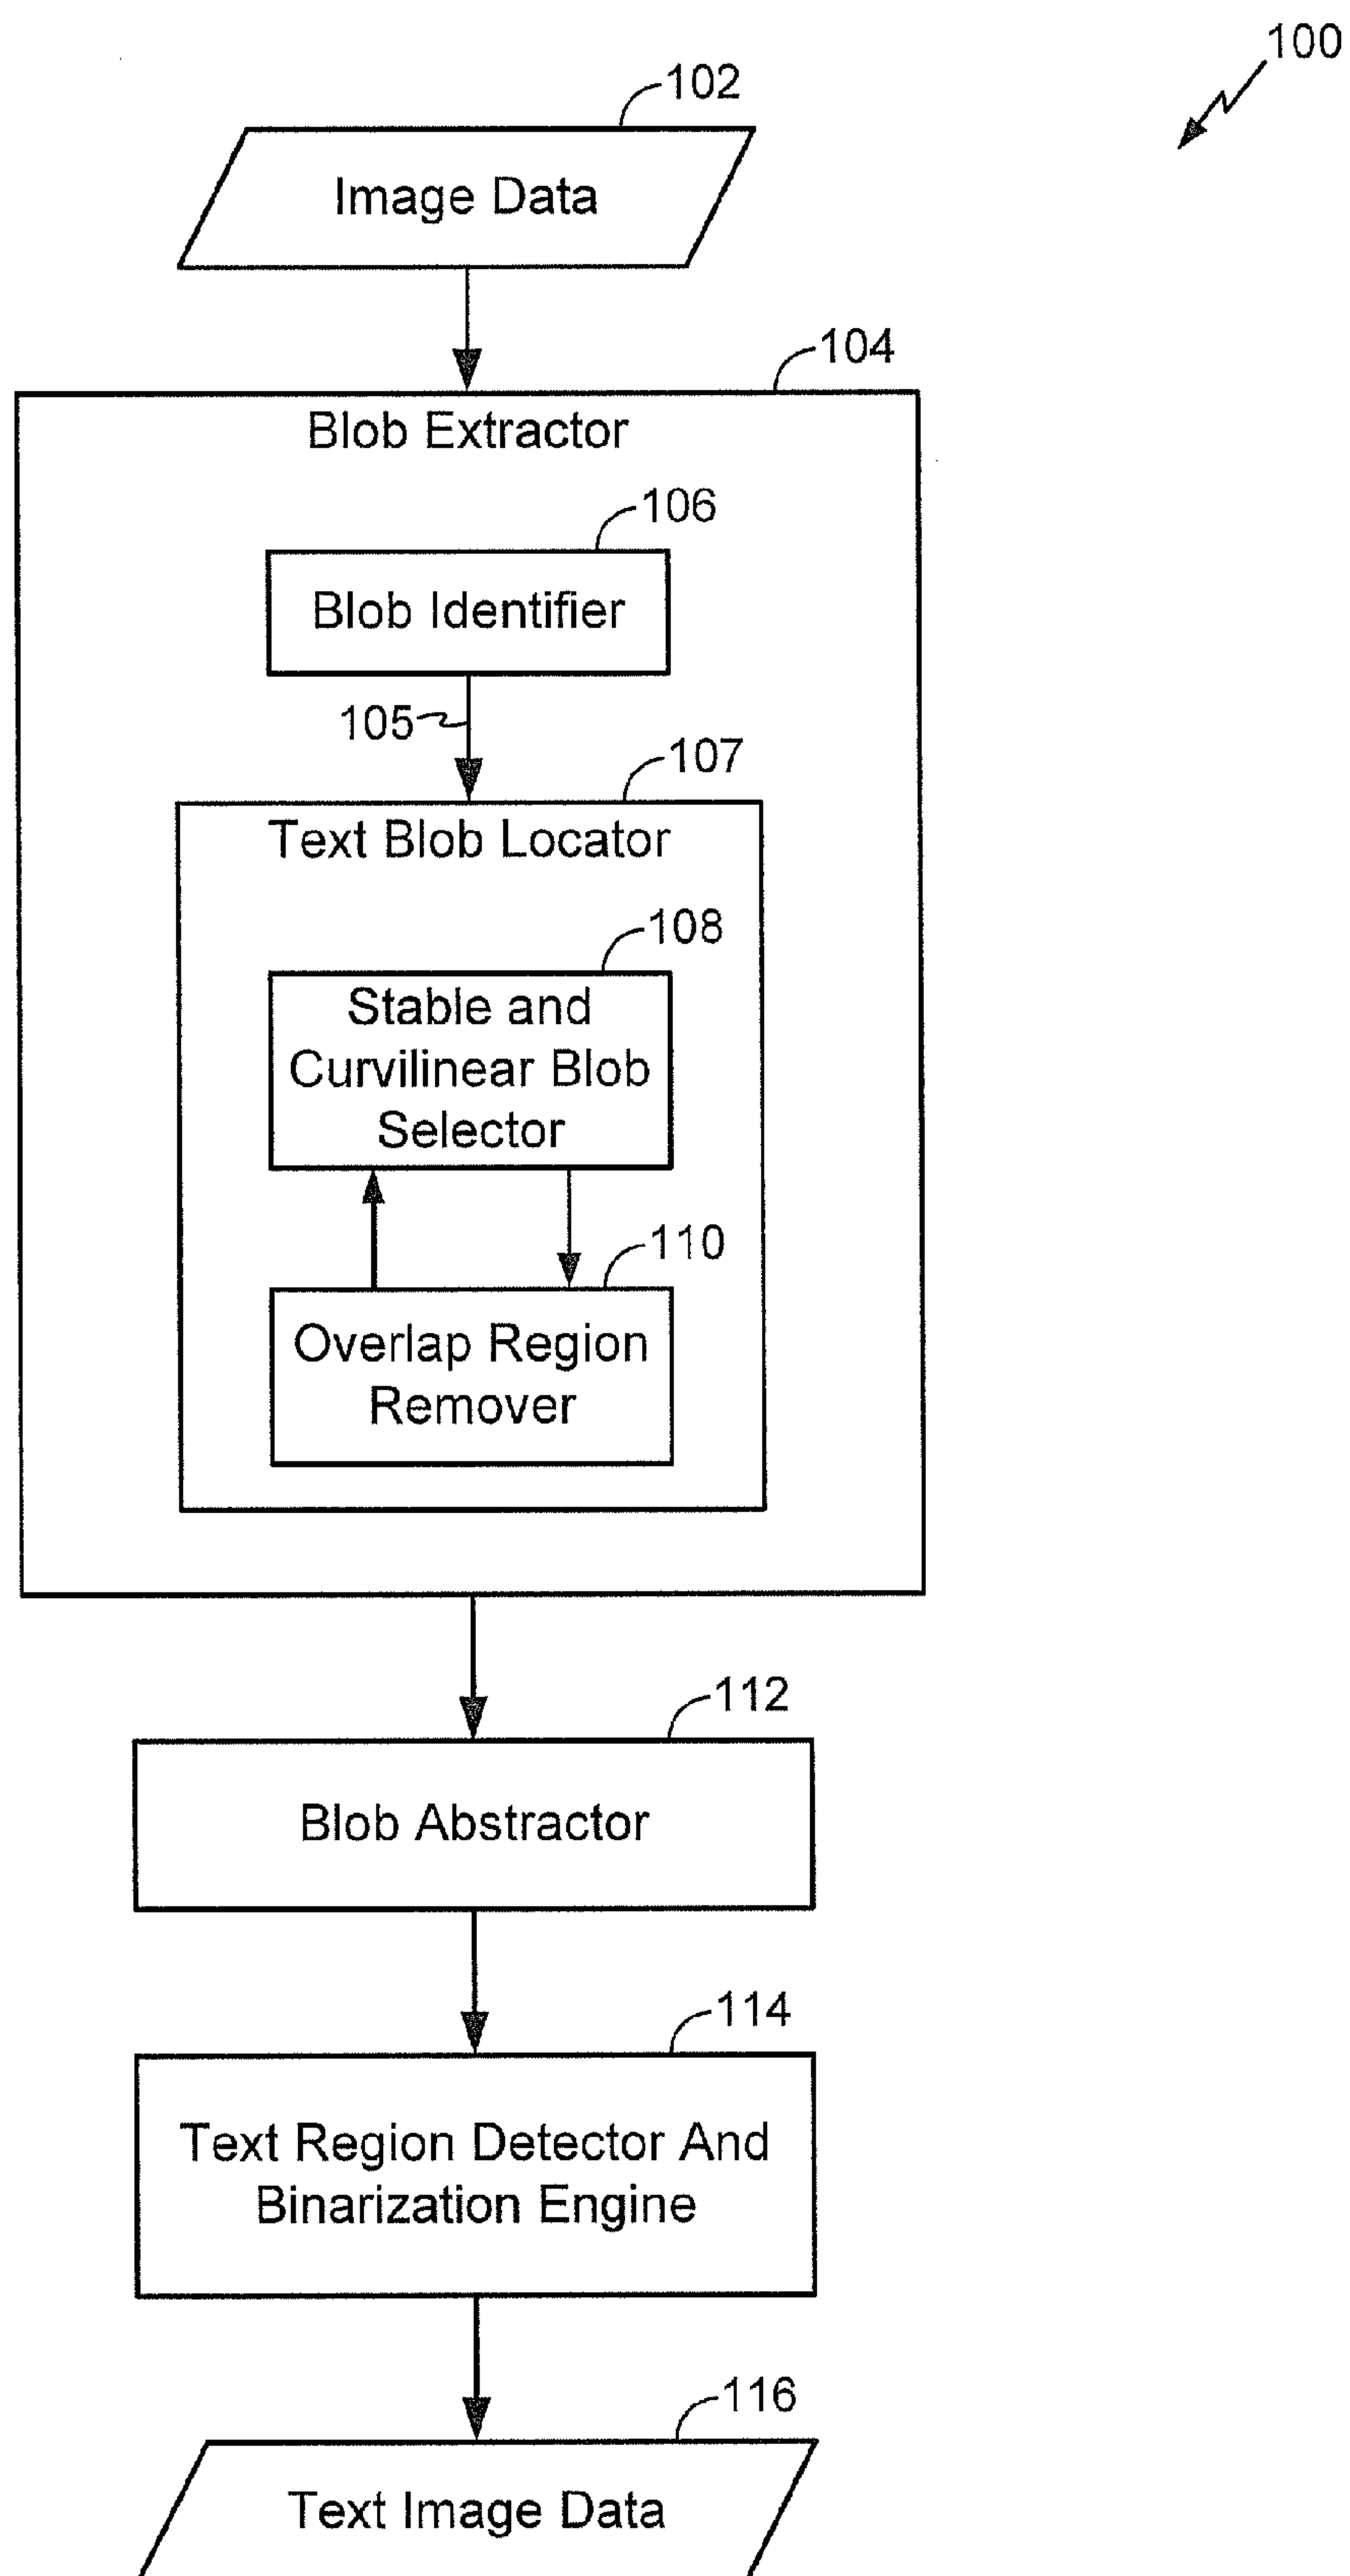 100
102
Image Data
104
Blob Extractor
106
Blob Identifier
105
107
Text Blob Locator
108
Stable and
Curvilinear Blob
Selector
110
Overlap Region
Remover
112
Blob Abstractor
114
Text Region Detector And
Binarization Engine
116
Text Image Data